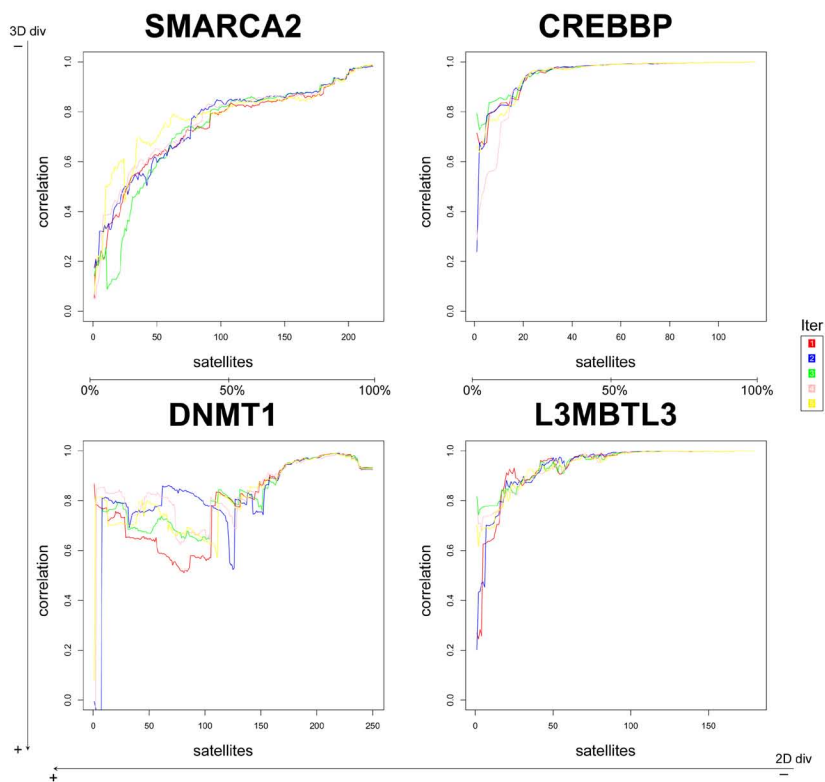 SMARCA2
CREBBP
3D div
−
correlation
0.0 0.2 0.4 0.6 0.8 1.0
0 50 100 150 200
satellites
correlation
0.0 0.2 0.4 0.6 0.8 1.0
0 20 40 60 80 100
satellites
0% 50% 100%
0% 50% 100%
Iter
1
2
3
4
5
DNMT1
L3MBTL3
correlation
0.0 0.2 0.4 0.6 0.8 1.0
0 50 100 150 200 250
satellites
correlation
0.0 0.2 0.4 0.6 0.8 1.0
0 50 100 150
satellites
+
2D div
+ −